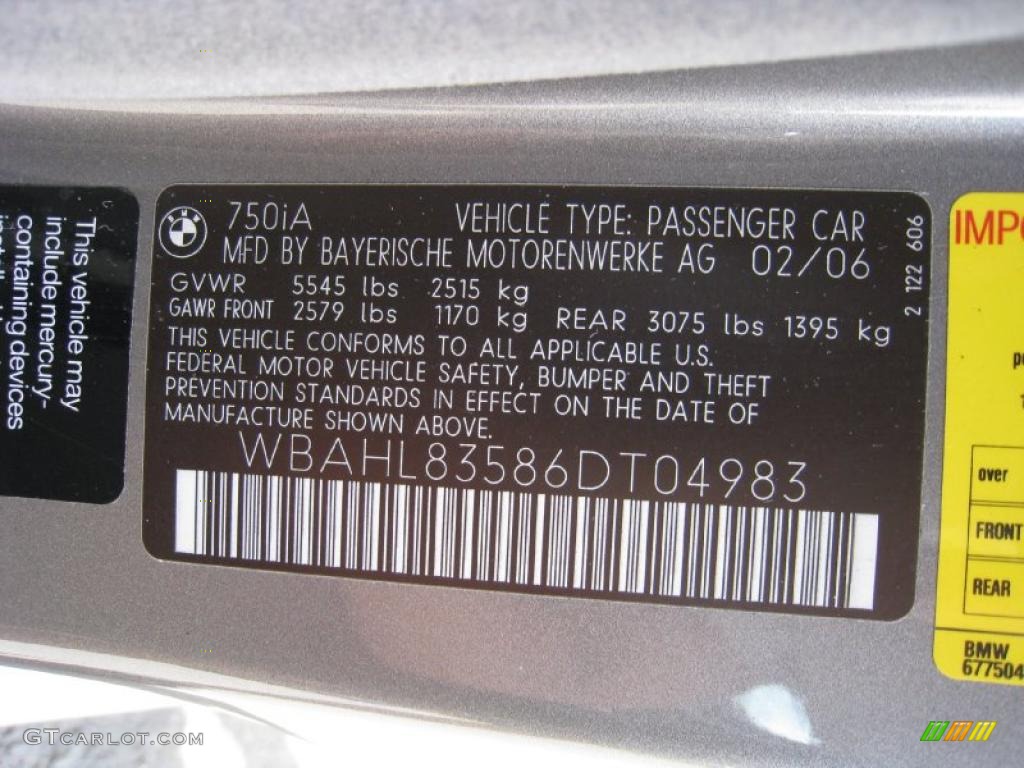 This vehicle may
include mercury-
containing devices
BMW
750iA VEHICLE TYPE: PASSENGER CAR
MFD BY BAYERISCHE MOTORENWERKE AG 02/06
GVWR 5545 lbs 2515 kg
GAWR FRONT 2579 lbs 1170 kg REAR 3075 lbs 1395 kg
THIS VEHICLE CONFORMS TO ALL APPLICABLE U.S.
FEDERAL MOTOR VEHICLE SAFETY, BUMPER AND THEFT
PREVENTION STANDARDS IN EFFECT ON THE DATE OF
MANUFACTURE SHOWN ABOVE.
WBAHL83586DT04983
2 122 606
over
FRONT
REAR
BMW
677504
GTCARLOT.COM